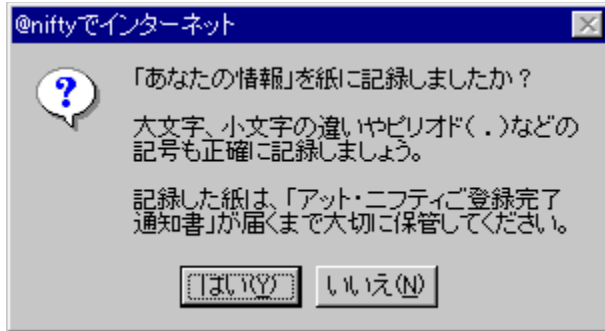 @niftyでインターネット
「あなたの情報」を紙に記録しましたか？
大文字、小文字の違いやピリオド(．)などの
記号も正確に記録しましょう。
記録した紙は、「アット・ニフティご登録完了
通知書」が届くまで大切に保管してください。
はい(Y) いいえ(N)